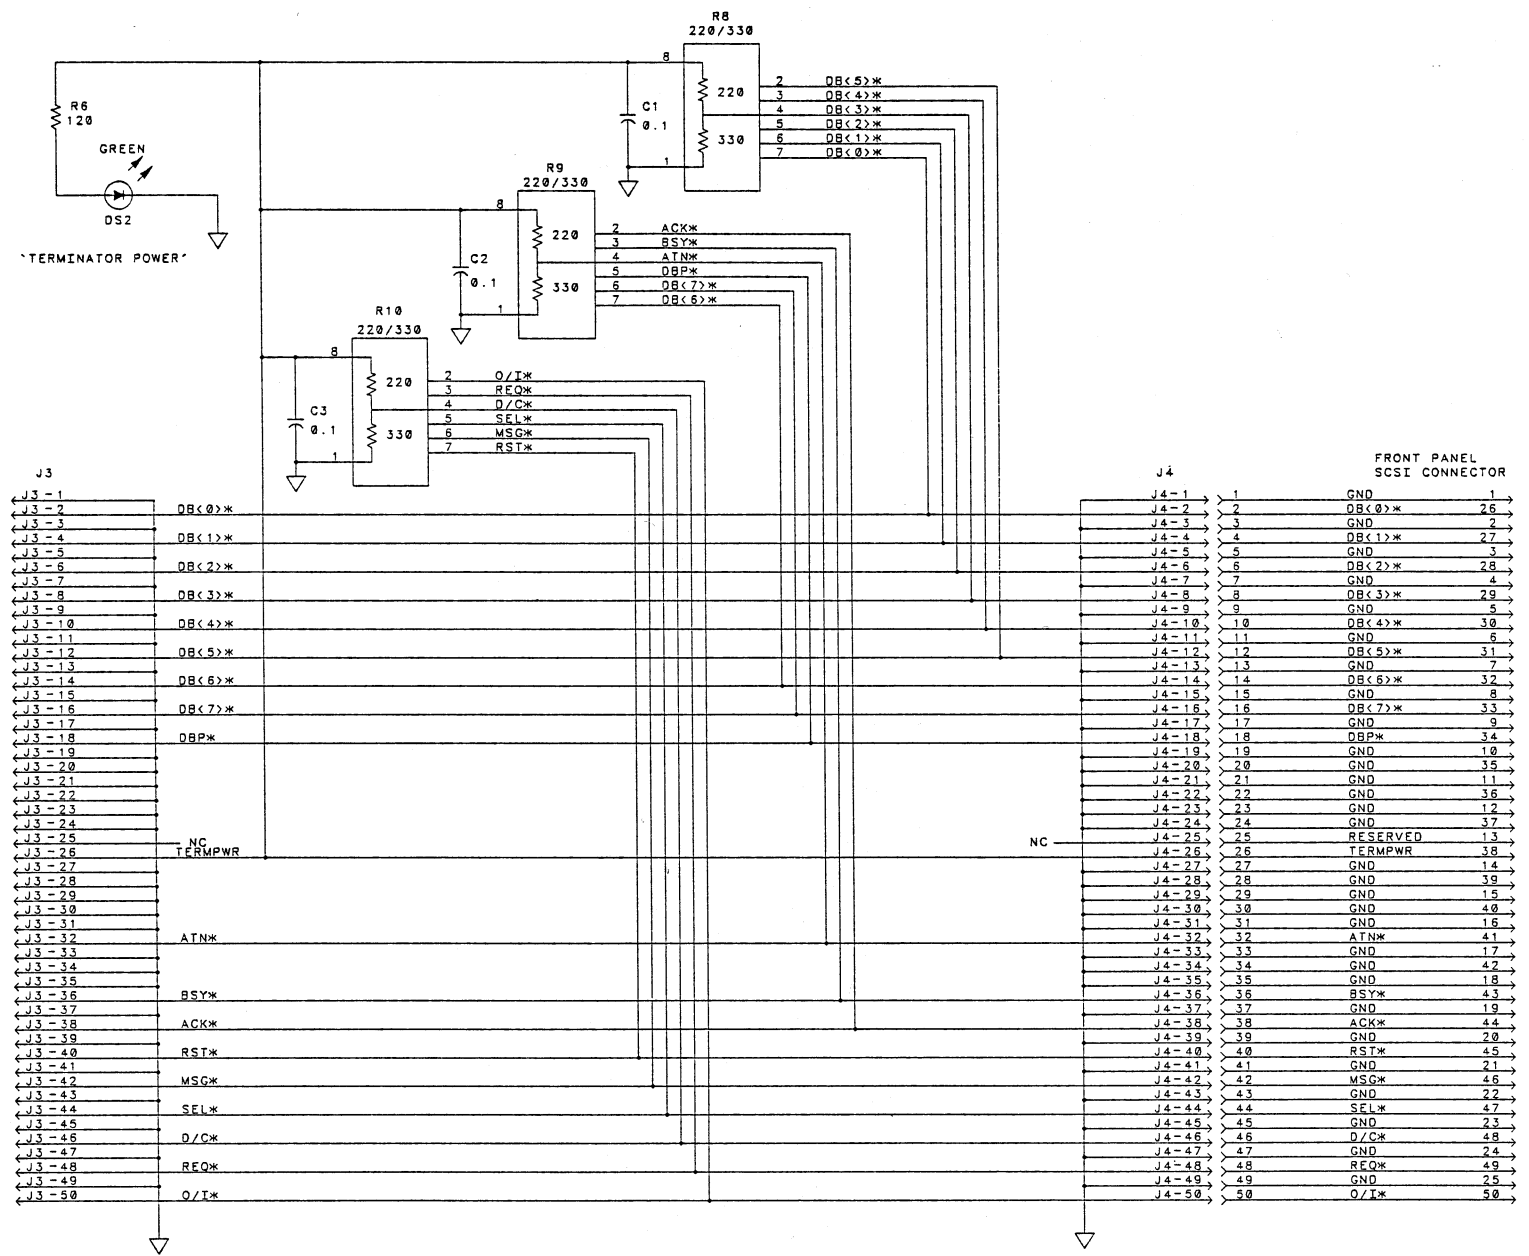 R8
220/330
8
220
330
1
2 DB<5>*
3 DB<4>*
4 DB<3>*
5 DB<2>*
6 DB<1>*
7 DB<0>*
C1
0.1
R6
120
GREEN
DS2
"TERMINATOR POWER"
R9
220/330
8
220
330
1
2 ACK*
3 BSY*
4 ATN*
5 DBP*
6 DB<7>*
7 DB<6>*
C2
0.1
R10
220/330
8
220
330
1
2 O/I*
3 REQ*
4 D/C*
5 SEL*
6 MSG*
7 RST*
C3
0.1
J3
J4
FRONT PANEL
SCSI CONNECTOR
J3-1 J4-1 1 GND 1
J3-2 DB<0>* J4-2 2 DB<0>* 26
J3-3 J4-3 3 GND 2
J3-4 DB<1>* J4-4 4 DB<1>* 27
J3-5 J4-5 5 GND 3
J3-6 DB<2>* J4-6 6 DB<2>* 28
J3-7 J4-7 7 GND 4
J3-8 DB<3>* J4-8 8 DB<3>* 29
J3-9 J4-9 9 GND 5
J3-10 DB<4>* J4-10 10 DB<4>* 30
J3-11 J4-11 11 GND 6
J3-12 DB<5>* J4-12 12 DB<5>* 31
J3-13 J4-13 13 GND 7
J3-14 DB<6>* J4-14 14 DB<6>* 32
J3-15 J4-15 15 GND 8
J3-16 DB<7>* J4-16 16 DB<7>* 33
J3-17 J4-17 17 GND 9
J3-18 DBP* J4-18 18 DBP* 34
J3-19 J4-19 19 GND 10
J3-20 J4-20 20 GND 35
J3-21 J4-21 21 GND 11
J3-22 J4-22 22 GND 36
J3-23 J4-23 23 GND 12
J3-24 J4-24 24 GND 37
J3-25 NC NC J4-25 25 RESERVED 13
J3-26 TERMPWR J4-26 26 TERMPWR 38
J3-27 J4-27 27 GND 14
J3-28 J4-28 28 GND 39
J3-29 J4-29 29 GND 15
J3-30 J4-30 30 GND 40
J3-31 J4-31 31 GND 16
J3-32 ATN* J4-32 32 ATN* 41
J3-33 J4-33 33 GND 17
J3-34 J4-34 34 GND 42
J3-35 J4-35 35 GND 18
J3-36 BSY* J4-36 36 BSY* 43
J3-37 J4-37 37 GND 19
J3-38 ACK* J4-38 38 ACK* 44
J3-39 J4-39 39 GND 20
J3-40 RST* J4-40 40 RST* 45
J3-41 J4-41 41 GND 21
J3-42 MSG* J4-42 42 MSG* 46
J3-43 J4-43 43 GND 22
J3-44 SEL* J4-44 44 SEL* 47
J3-45 J4-45 45 GND 23
J3-46 D/C* J4-46 46 D/C* 48
J3-47 J4-47 47 GND 24
J3-48 REQ* J4-48 48 REQ* 49
J3-49 J4-49 49 GND 25
J3-50 O/I* J4-50 50 O/I* 50